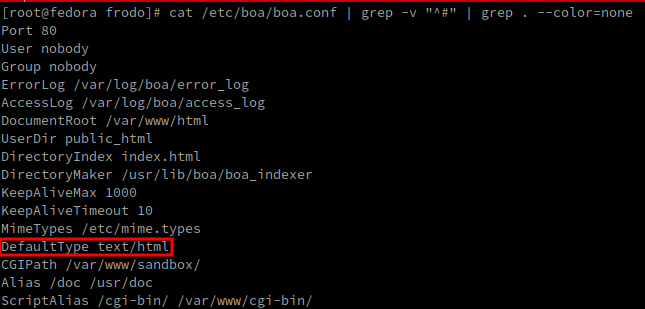 [root@fedora frodo]# cat /etc/boa/boa.conf | grep -v "^#" | grep . --color=none
Port 80
User nobody
Group nobody
ErrorLog /var/log/boa/error_log
AccessLog /var/log/boa/access_log
DocumentRoot /var/www/html
UserDir public_html
DirectoryIndex index.html
DirectoryMaker /usr/lib/boa/boa_indexer
KeepAliveMax 1000
KeepAliveTimeout 10
MimeTypes /etc/mime.types
DefaultType text/html
CGIPath /var/www/sandbox/
Alias /doc /usr/doc
ScriptAlias /cgi-bin/ /var/www/cgi-bin/